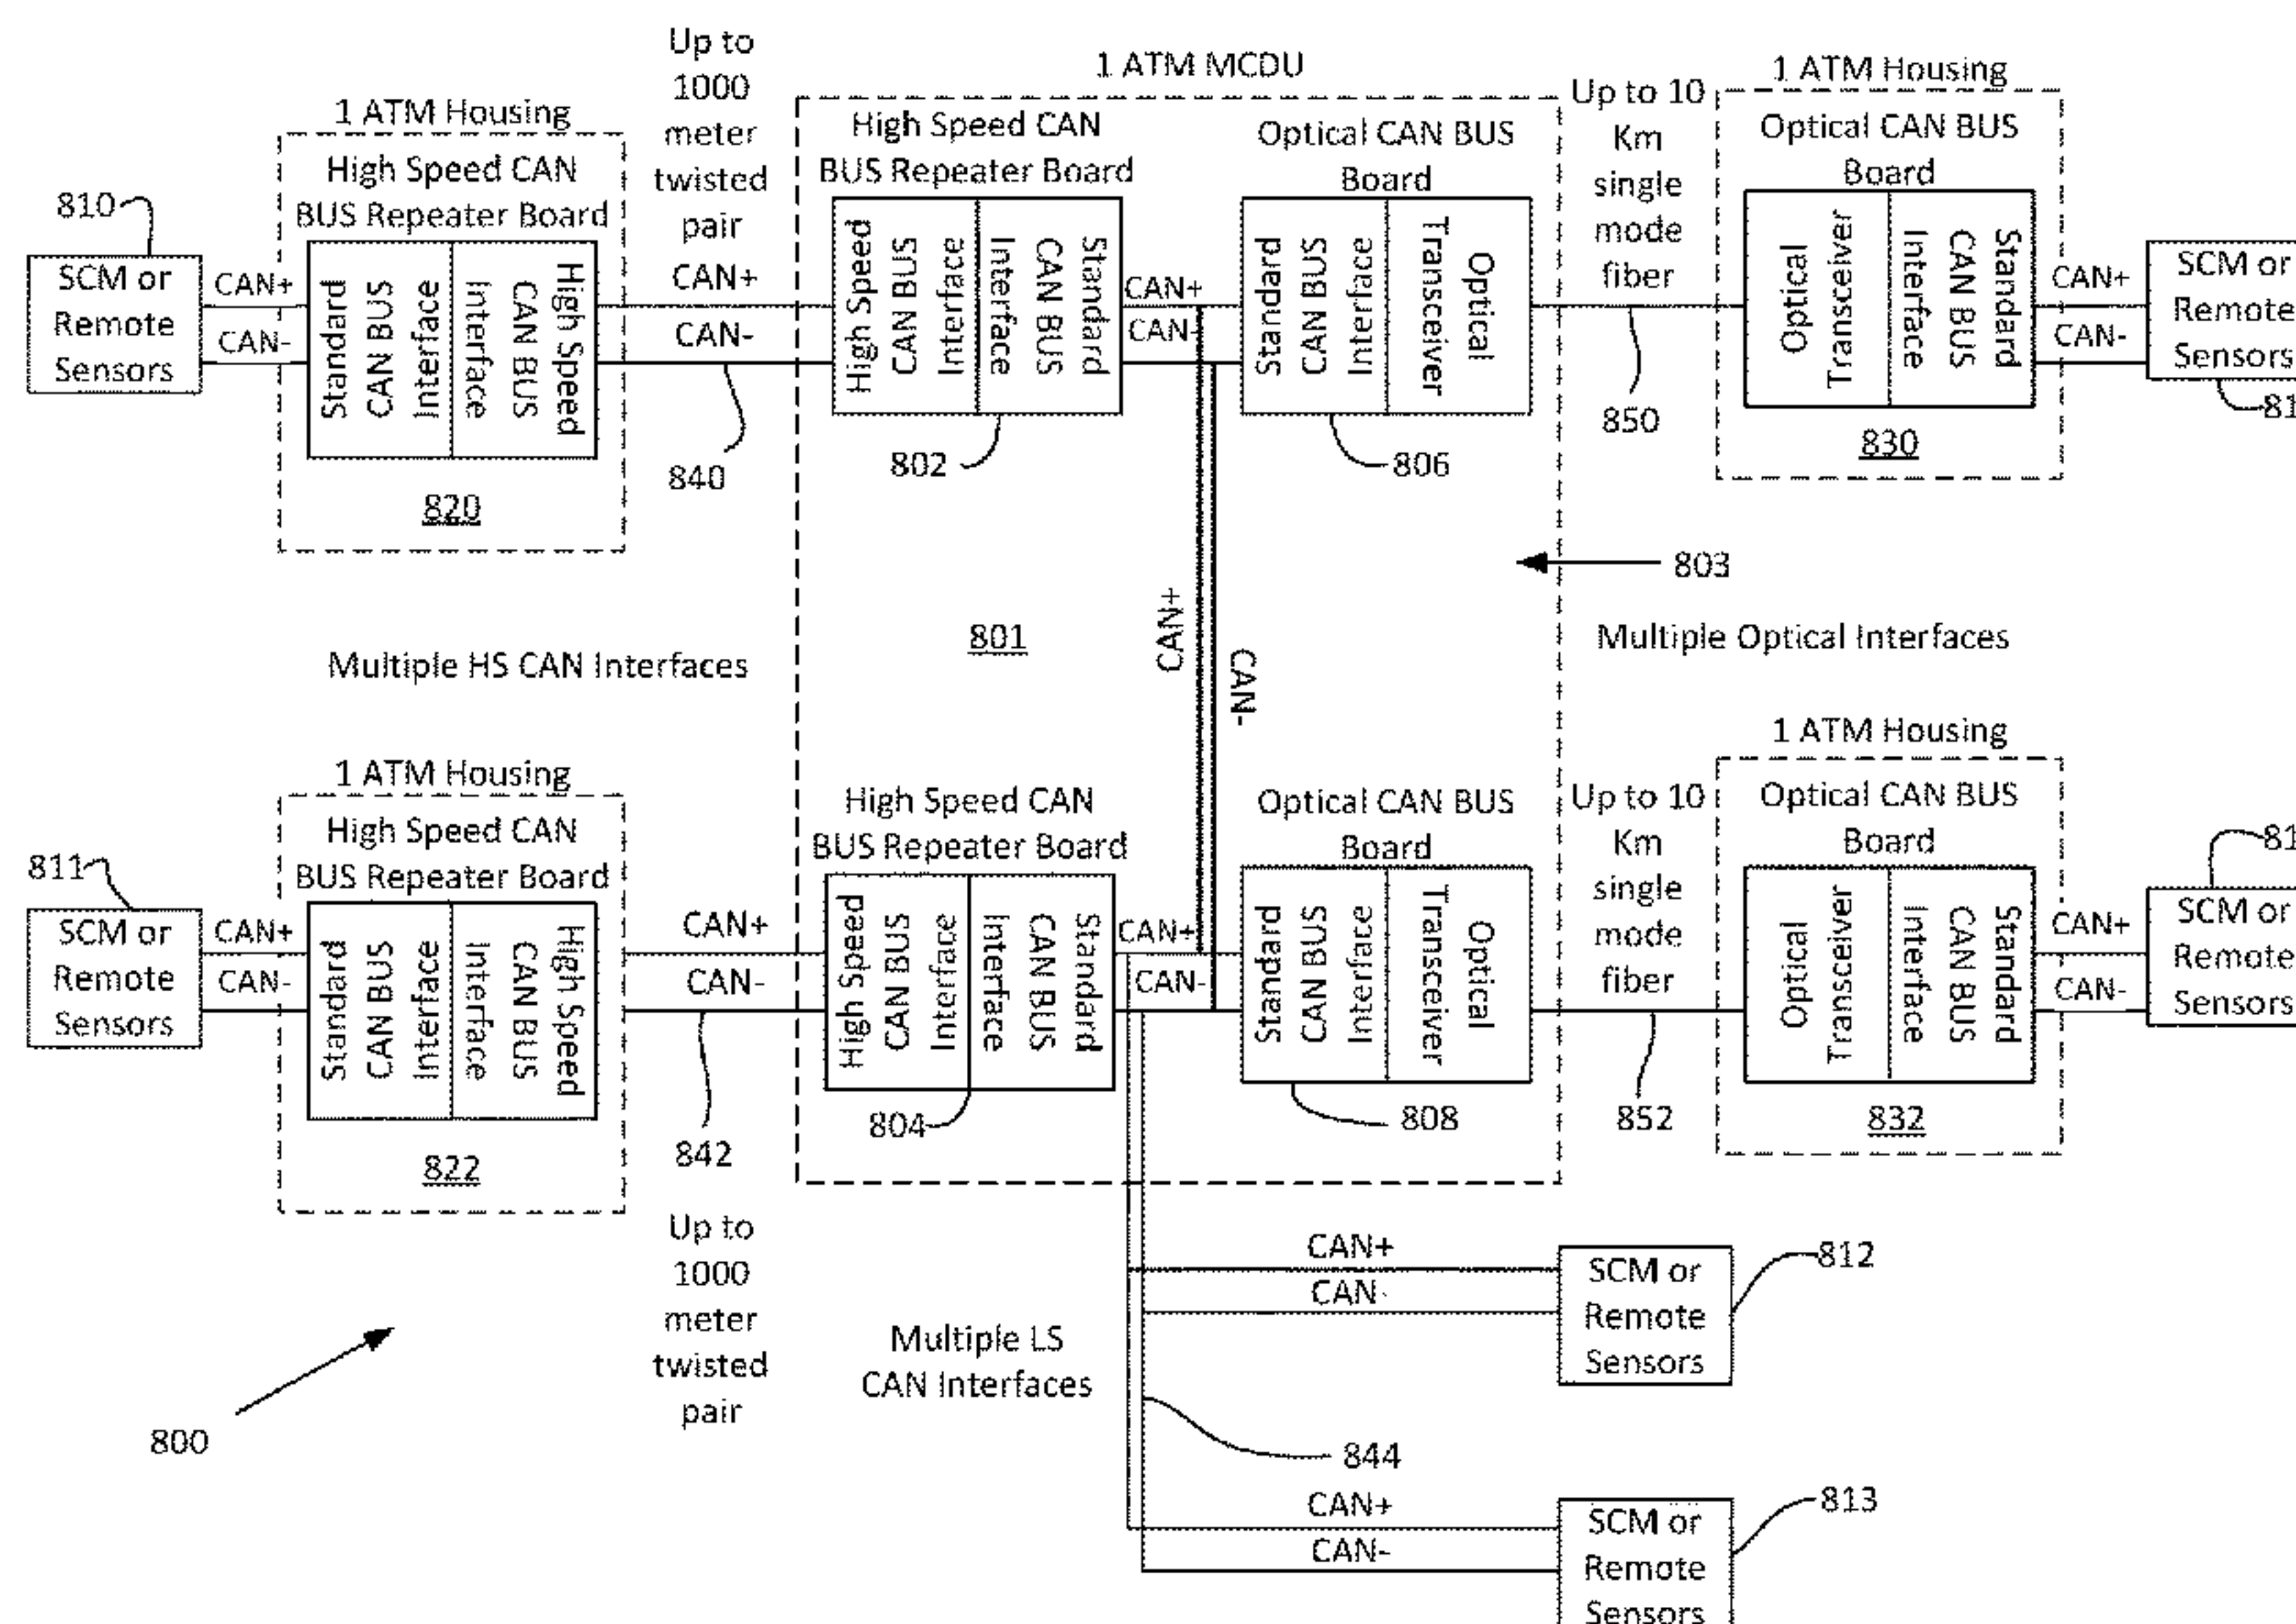 Up to
1000
meter
twisted
pair
1 ATM MCDU
1 ATM Housing
High Speed CAN
BUS Repeater Board
810
SCM or
Remote
Sensors
CAN+
CAN-
Standard
CAN BUS
Interface
High Speed
CAN BUS
Interface
820
CAN+
CAN-
840
High Speed CAN
BUS Repeater Board
High Speed
CAN BUS
Interface
Standard
CAN BUS
Interface
802
CAN+
CAN-
Optical CAN BUS
Board
Standard
CAN BUS
Interface
Optical
Transceiver
806
Up to 10
Km
single
mode
fiber
850
1 ATM Housing
Optical CAN BUS
Board
Optical
Transceiver
Standard
CAN BUS
Interface
830
CAN+
CAN-
SCM or
Remote
Sensors
803
801
CAN+
CAN-
Multiple HS CAN Interfaces
Multiple Optical Interfaces
1 ATM Housing
High Speed CAN
BUS Repeater Board
811
SCM or
Remote
Sensors
CAN+
CAN-
Standard
CAN BUS
Interface
High Speed
CAN BUS
Interface
822
CAN+
CAN-
842
Up to
1000
meter
twisted
pair
High Speed CAN
BUS Repeater Board
High Speed
CAN BUS
Interface
Standard
CAN BUS
Interface
804
CAN+
CAN-
Optical CAN BUS
Board
Standard
CAN BUS
Interface
Optical
Transceiver
808
Up to 10
Km
single
mode
fiber
852
1 ATM Housing
Optical CAN BUS
Board
Optical
Transceiver
Standard
CAN BUS
Interface
832
CAN+
CAN-
SCM or
Remote
Sensors
Multiple LS
CAN Interfaces
CAN+
CAN-
SCM or
Remote
Sensors
812
844
CAN+
CAN-
SCM or
Remote
Sensors
813
800